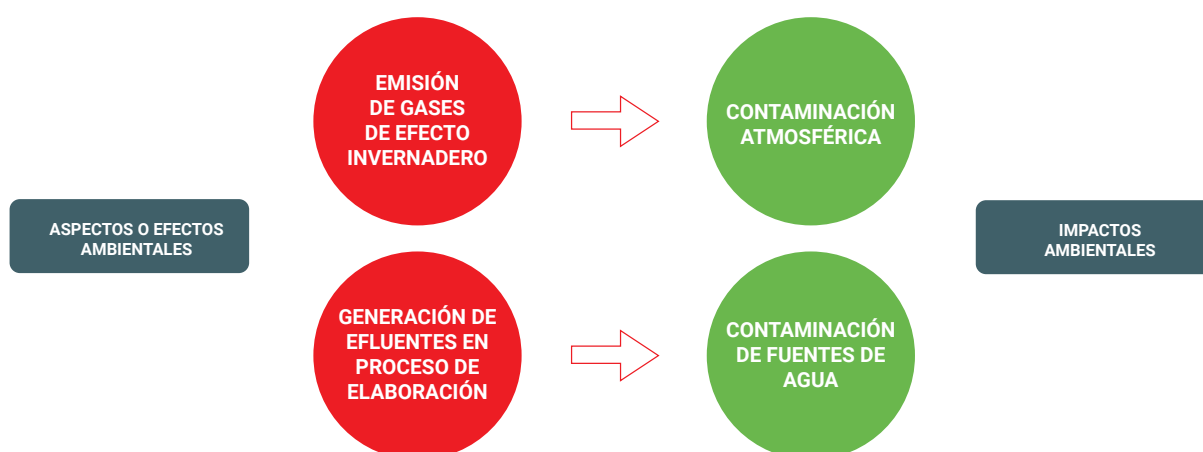 EMISIÓN
DE GASES
DE EFECTO
INVERNADERO
CONTAMINACIÓN
ATMOSFÉRICA
ASPECTOS O EFECTOS
AMBIENTALES
IMPACTOS
AMBIENTALES
GENERACIÓN DE
EFLUENTES EN
PROCESO DE
ELABORACIÓN
CONTAMINACIÓN
DE FUENTES DE
AGUA